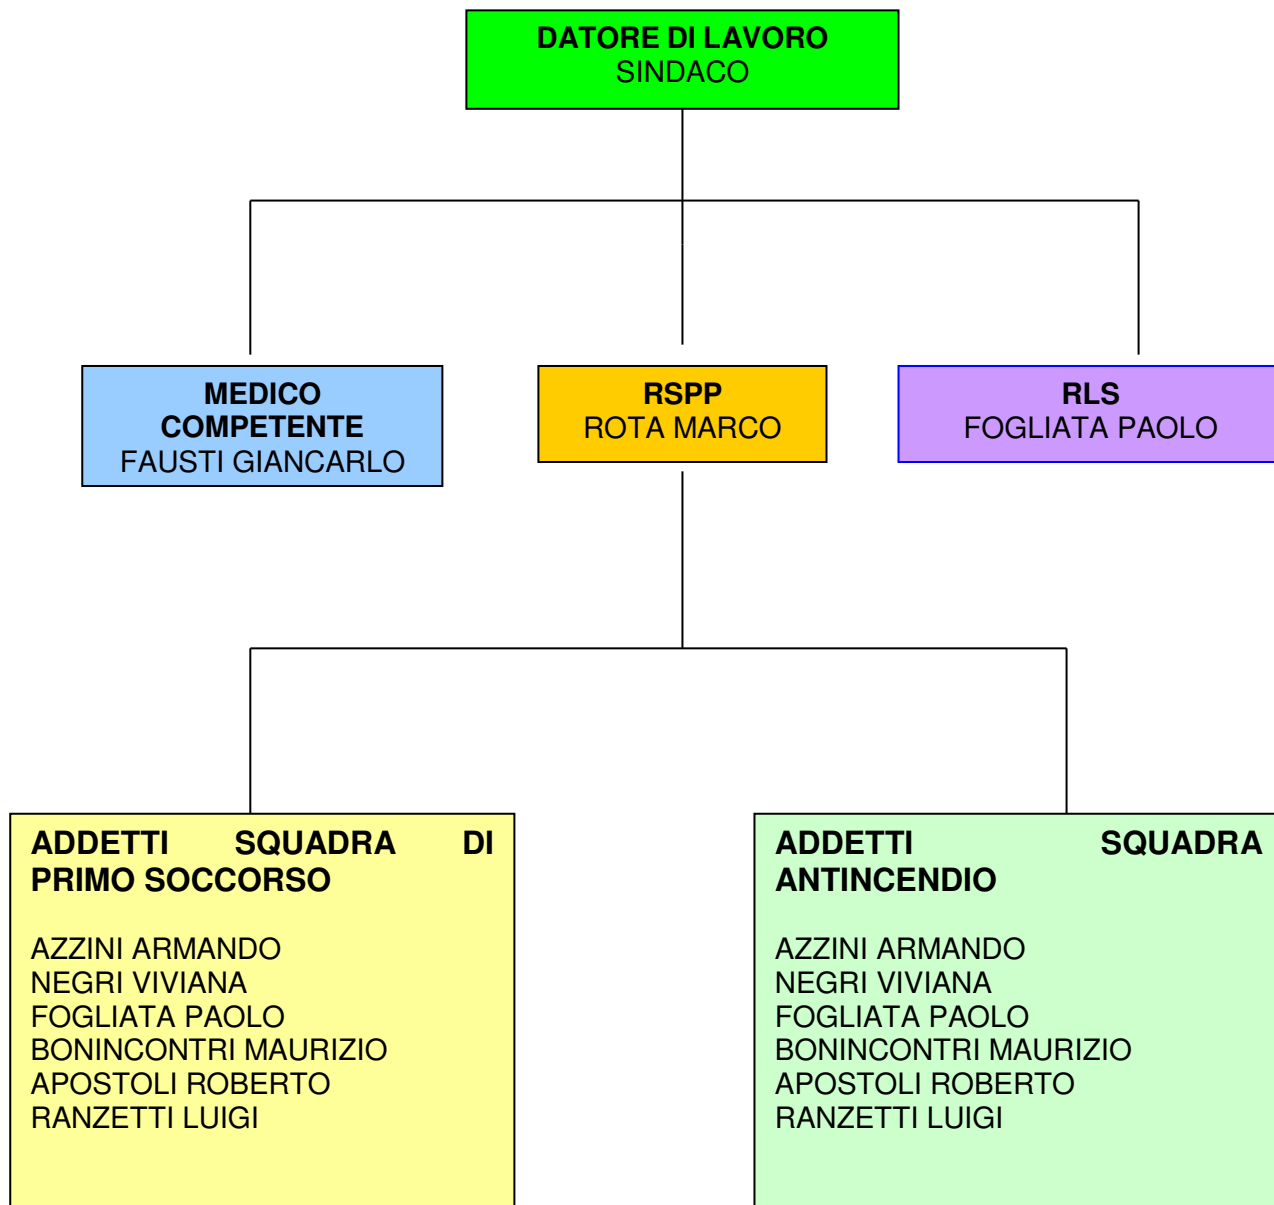 DATORE DI LAVORO
SINDACO
MEDICO
COMPETENTE
FAUSTI GIANCARLO
RSPP
ROTA MARCO
RLS
FOGLIATA PAOLO
ADDETTI SQUADRA DI
PRIMO SOCCORSO
AZZINI ARMANDO
NEGRI VIVIANA
FOGLIATA PAOLO
BONINCONTRI MAURIZIO
APOSTOLI ROBERTO
RANZETTI LUIGI
ADDETTI SQUADRA
ANTINCENDIO
AZZINI ARMANDO
NEGRI VIVIANA
FOGLIATA PAOLO
BONINCONTRI MAURIZIO
APOSTOLI ROBERTO
RANZETTI LUIGI